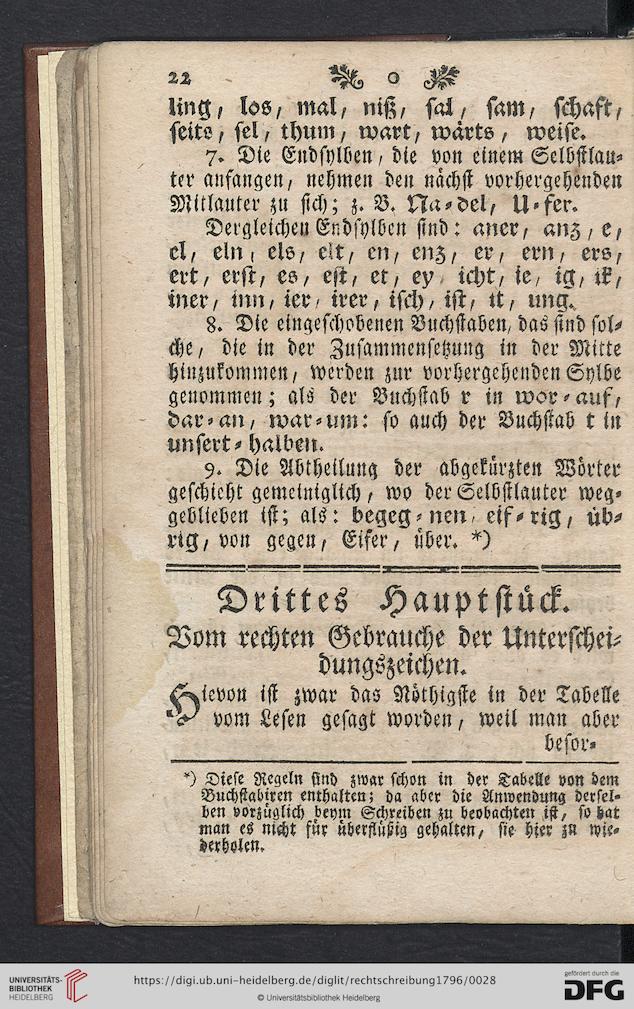 22 o
ling, los, mal, niß, ſal, ſam, ſchaft,
ſeits, ſel, thum, wart, wärts, weiſe.
7. Die Endſylben, die von einem Selbſtlau⸗
ter anfangen, nehmen den nächſt vorhergehenden
Mitlauter zu ſich; z. B. Na⸗del, U⸗fer.
Dergleichen Endſylben ſind: aner, anz, e,
el, eln, els, elt, en, enz, er, ern, ers,
ert, erſt, es, eſt, et, ey, icht, ie, ig, ik,
iner, inn, ier, irer, iſch, iſt, it, ung.
8. Die eingeſchobenen Buchſtaben, das ſind ſol⸗
che, die in der Zuſammenſetzung in der Mitte
hinzukommen, werden zur vorhergehenden Sylbe
genommen; als der Buchſtab r in wor⸗auf,
dar⸗an, war⸗um: ſo auch der Buchſtab t in
unſert⸗halben.
9. Die Abtheilung der abgekürzten Wörter
geſchieht gemeiniglich, wo der Selbſtlauter weg⸗
geblieben iſt; als: begeg⸗nen, eif⸗rig, üb⸗
rig, von gegen, Eifer, über. *)
Drittes Hauptſtück.
Vom rechten Gebrauche der Unterſchei⸗
dungszeichen.
Hievon iſt zwar das Nöthigſte in der Tabelle
vom Leſen geſagt worden, weil man aber
beſor⸗
*) Dieſe Regeln ſind zwar ſchon in der Tabelle von dem
Buchſtabiren enthalten; da aber die Anwendung derſel⸗
ben vorzüglich beym Schreiben zu beobachten iſt, ſo hat
man es nicht für überflüßig gehalten, ſie hier zu wie⸗
derholen.
UNIVERSITÄTS-
BIBLIOTHEK
HEIDELBERG
https://digi.ub.uni-heidelberg.de/diglit/rechtschreibung1796/0028
© Universitätsbibliothek Heidelberg
gefördert durch die
DFG